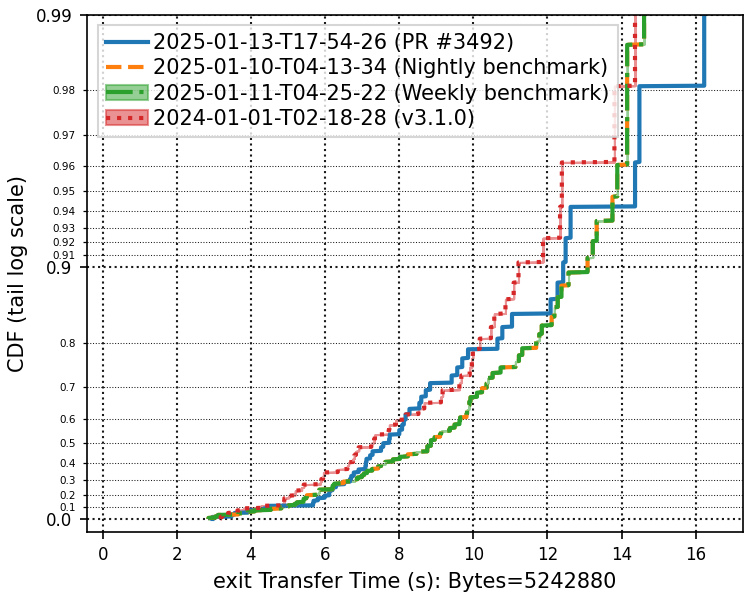 0.99
2025-01-13-T17-54-26 (PR #3492)
2025-01-10-T04-13-34 (Nightly benchmark)
2025-01-11-T04-25-22 (Weekly benchmark)
2024-01-01-T02-18-28 (v3.1.0)
0.98
0.97
0.96
0.95
0.94
0.93
0.92
0.91
0.9
0.8
0.7
0.6
0.5
0.4
0.3
0.2
0.1
0.0
CDF (tail log scale)
0 2 4 6 8 10 12 14 16
exit Transfer Time (s): Bytes=5242880